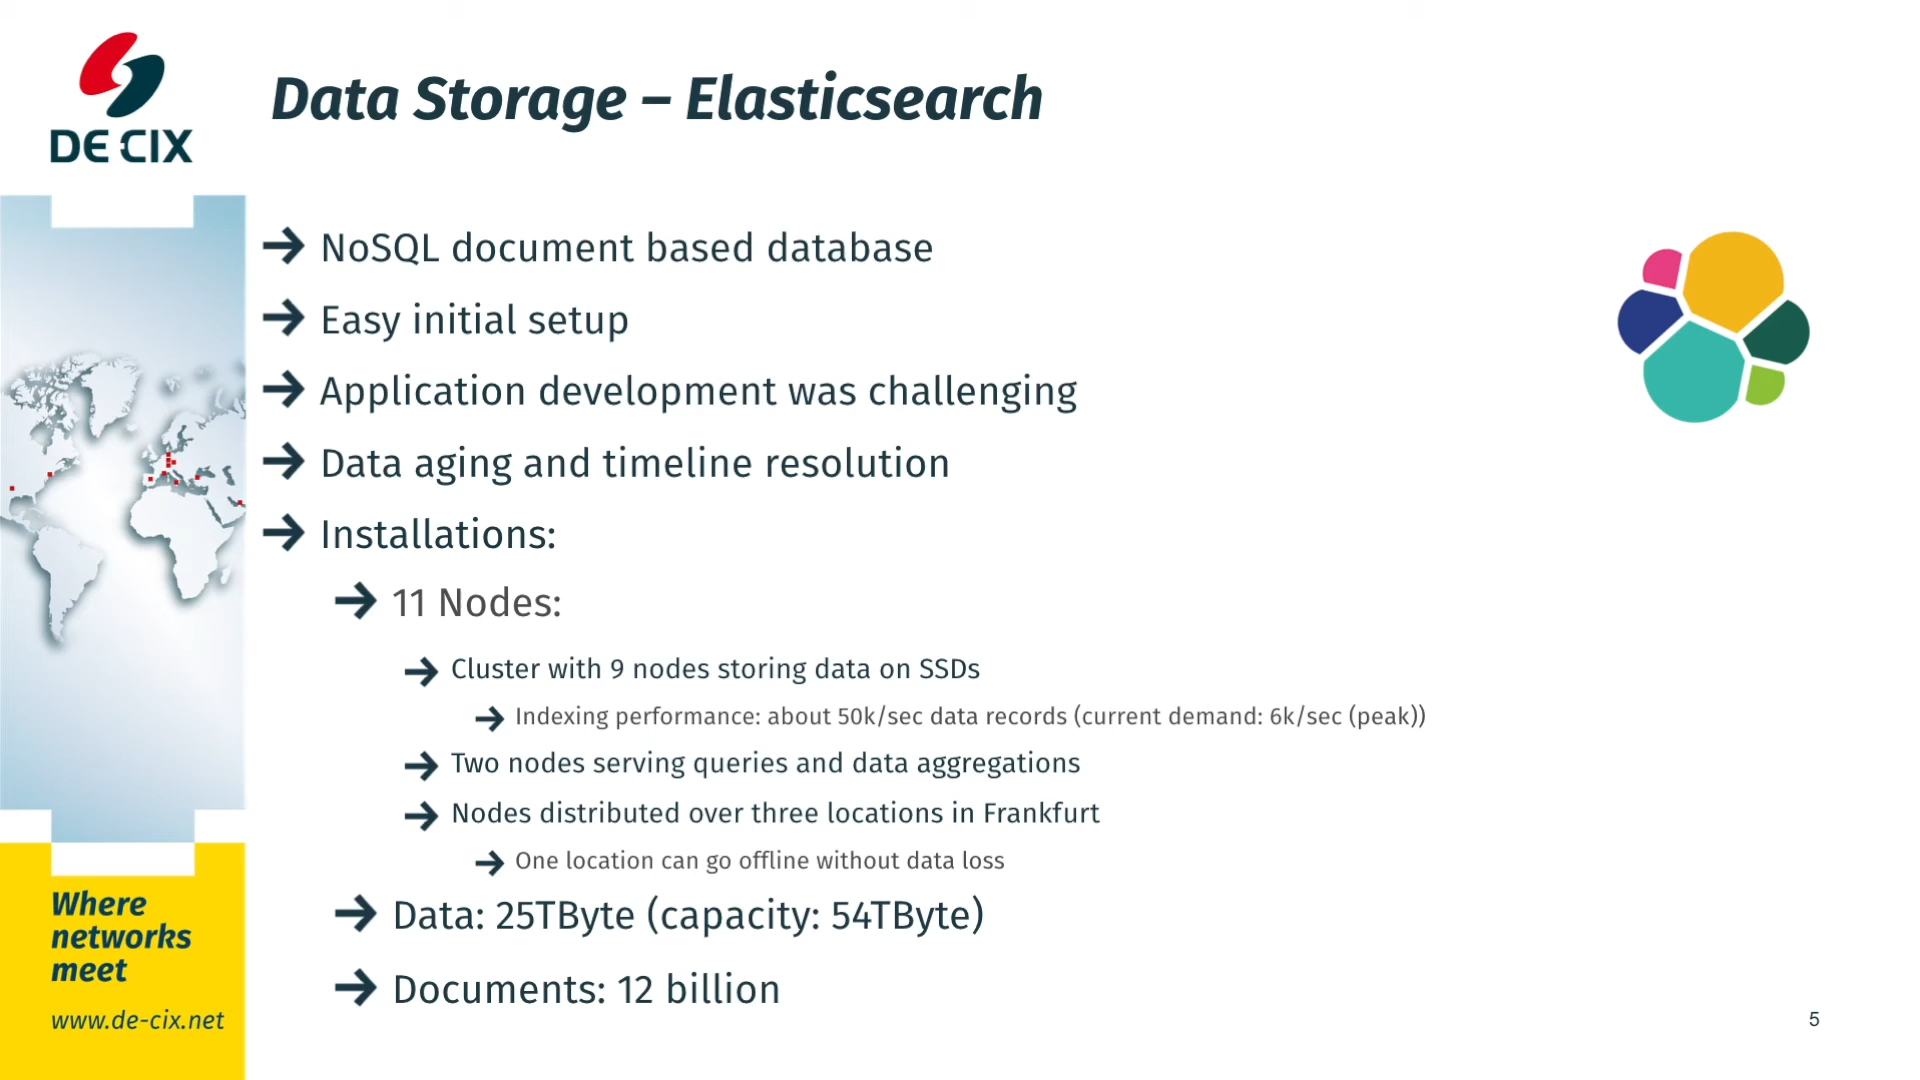 DE CIX
Data Storage – Elasticsearch
NoSQL document based database
Easy initial setup
Application development was challenging
Data aging and timeline resolution
Installations:
11 Nodes:
Cluster with 9 nodes storing data on SSDs
Indexing performance: about 50k/sec data records (current demand: 6k/sec (peak))
Two nodes serving queries and data aggregations
Nodes distributed over three locations in Frankfurt
One location can go offline without data loss
Data: 25TByte (capacity: 54TByte)
Documents: 12 billion
Where
networks
meet
www.de-cix.net
5